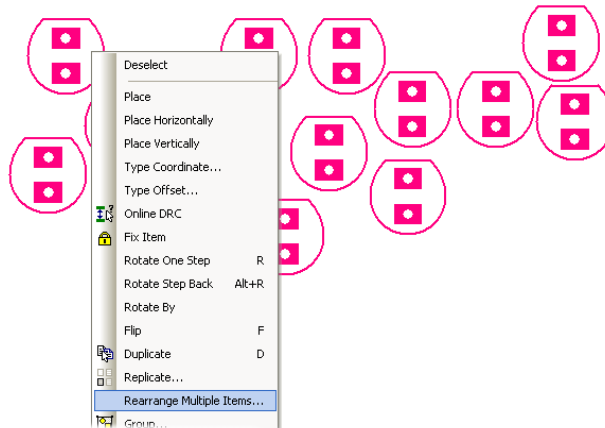 Deselect
Place
Place Horizontally
Place Vertically
Type Coordinate...
Type Offset...
Online DRC
Fix Item
Rotate One Step R
Rotate Step Back Alt+R
Rotate By
Flip F
Duplicate D
Replicate...
Rearrange Multiple Items...
Group...